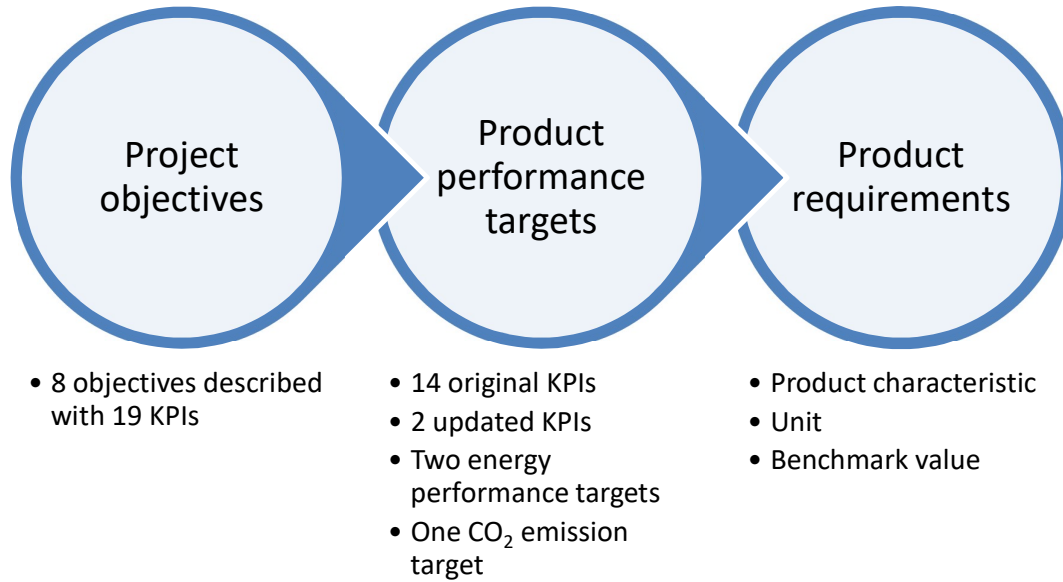 Project
objectives
Product
performance
targets
Product
requirements
• 8 objectives described
with 19 KPIs
• 14 original KPIs
• 2 updated KPIs
• Two energy
performance targets
• One CO₂ emission
target
• Product characteristic
• Unit
• Benchmark value